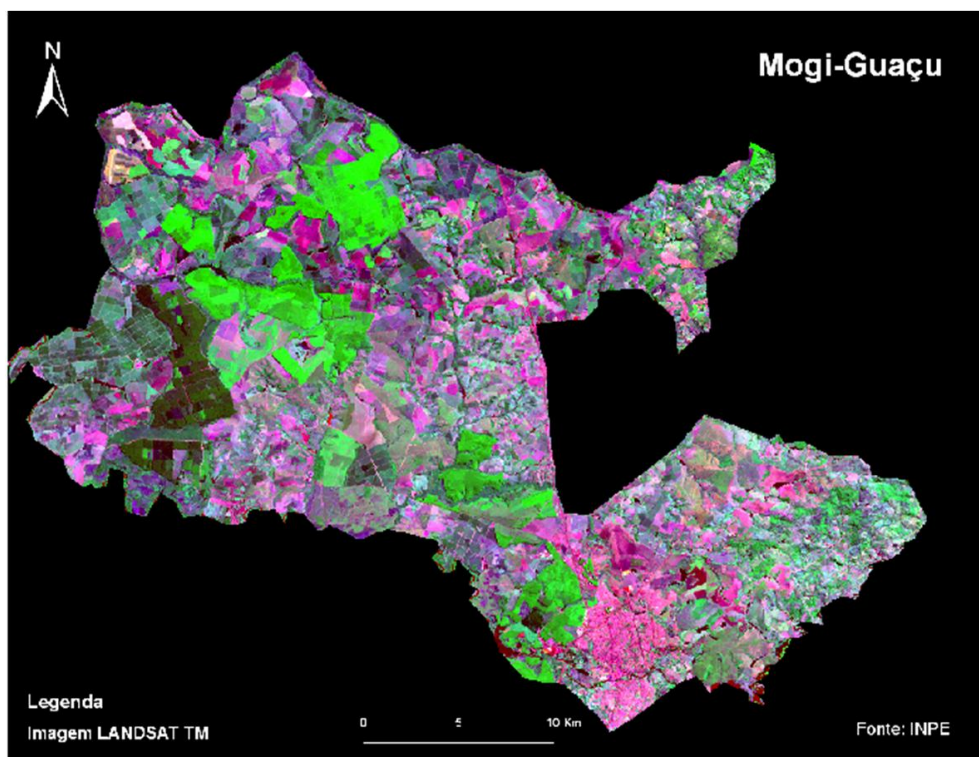 N
Mogi-Guaçu
Legenda
Imagem LANDSAT TM
0 5 10 Km
Fonte: INPE